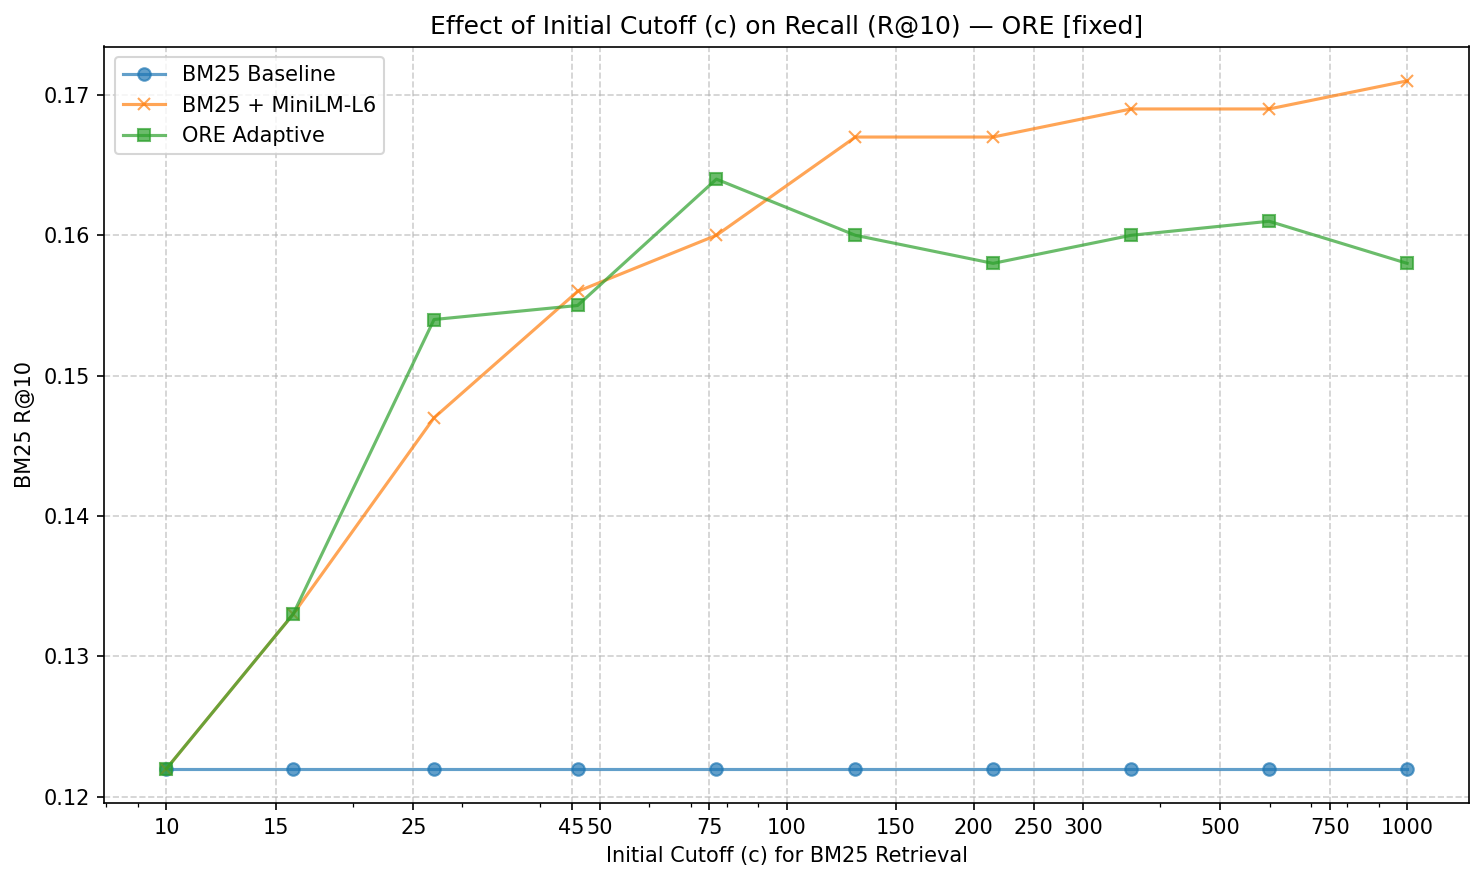 Effect of Initial Cutoff (c) on Recall (R@10) — ORE [fixed]
BM25 Baseline
BM25 + MiniLM-L6
ORE Adaptive
0.17
0.16
0.15
0.14
0.13
0.12
BM25 R@10
10 15 25 45 50 75 100 150 200 250 300 500 750 1000
Initial Cutoff (c) for BM25 Retrieval